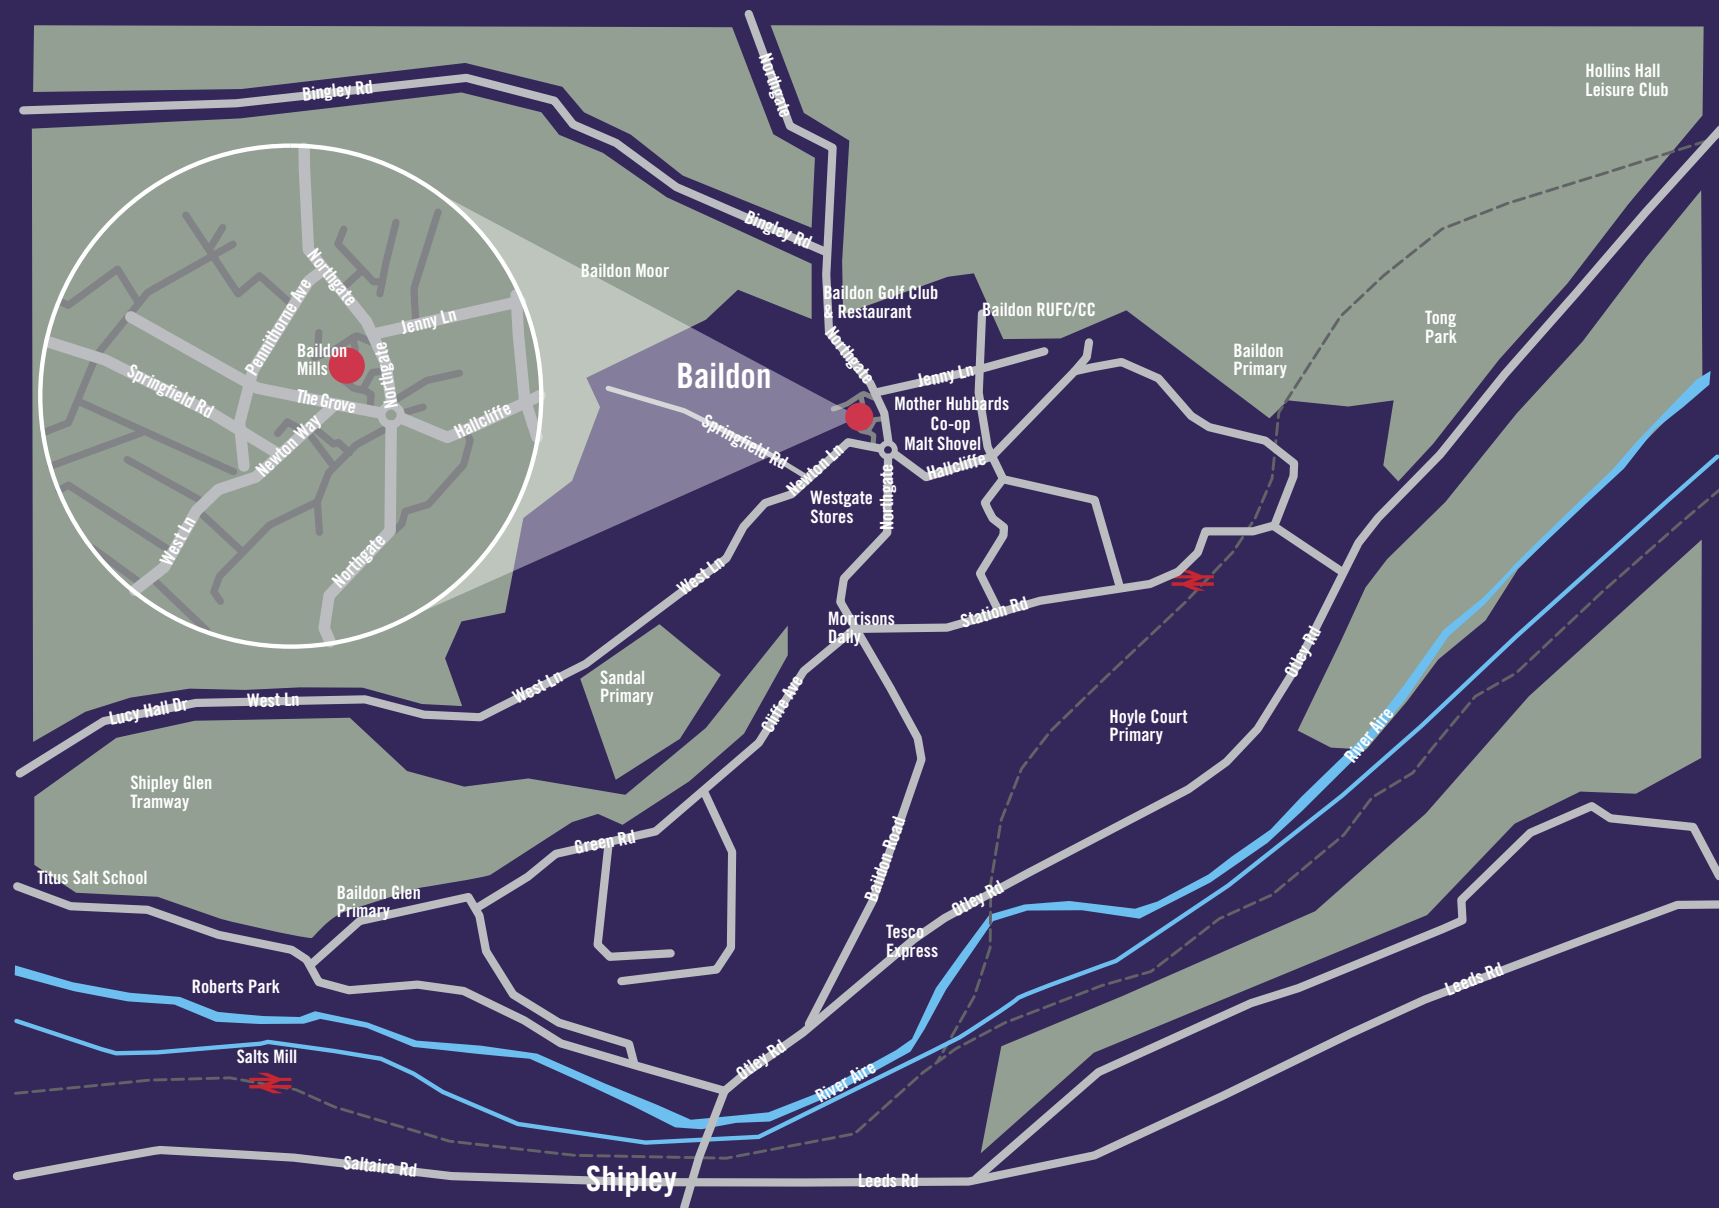 Northgate
Hollins Hall
Leisure Club
Bingley Rd
Bingley Rd
Baildon Moor
Northgate
Pennithorne Ave
Jenny Ln
Baildon
Mills
Northgate
Springfield Rd
The Grove
Hallcliffe
Newton Way
West Ln
Northgate
Baildon Golf Club
& Restaurant
Baildon RUFC/CC
Tong
Park
Baildon
Primary
Northgate
Baildon
Jenny Ln
Mother Hubbards
Co-op
Malt Shovel
Springfield Rd
Newton Ln
Hallcliffe
Westgate
Stores
Northgate
West Ln
Morrisons
Daily
Station Rd
Otley Rd
Sandal
Primary
West Ln
Cliffe Ave
Lucy Hall Dr
West Ln
Hoyle Court
Primary
River Aire
Shipley Glen
Tramway
Green Rd
Baildon Road
Titus Salt School
Baildon Glen
Primary
Otley Rd
Tesco
Express
Roberts Park
Leeds Rd
Salts Mill
Otley Rd
River Aire
Saltaire Rd
Shipley
Leeds Rd